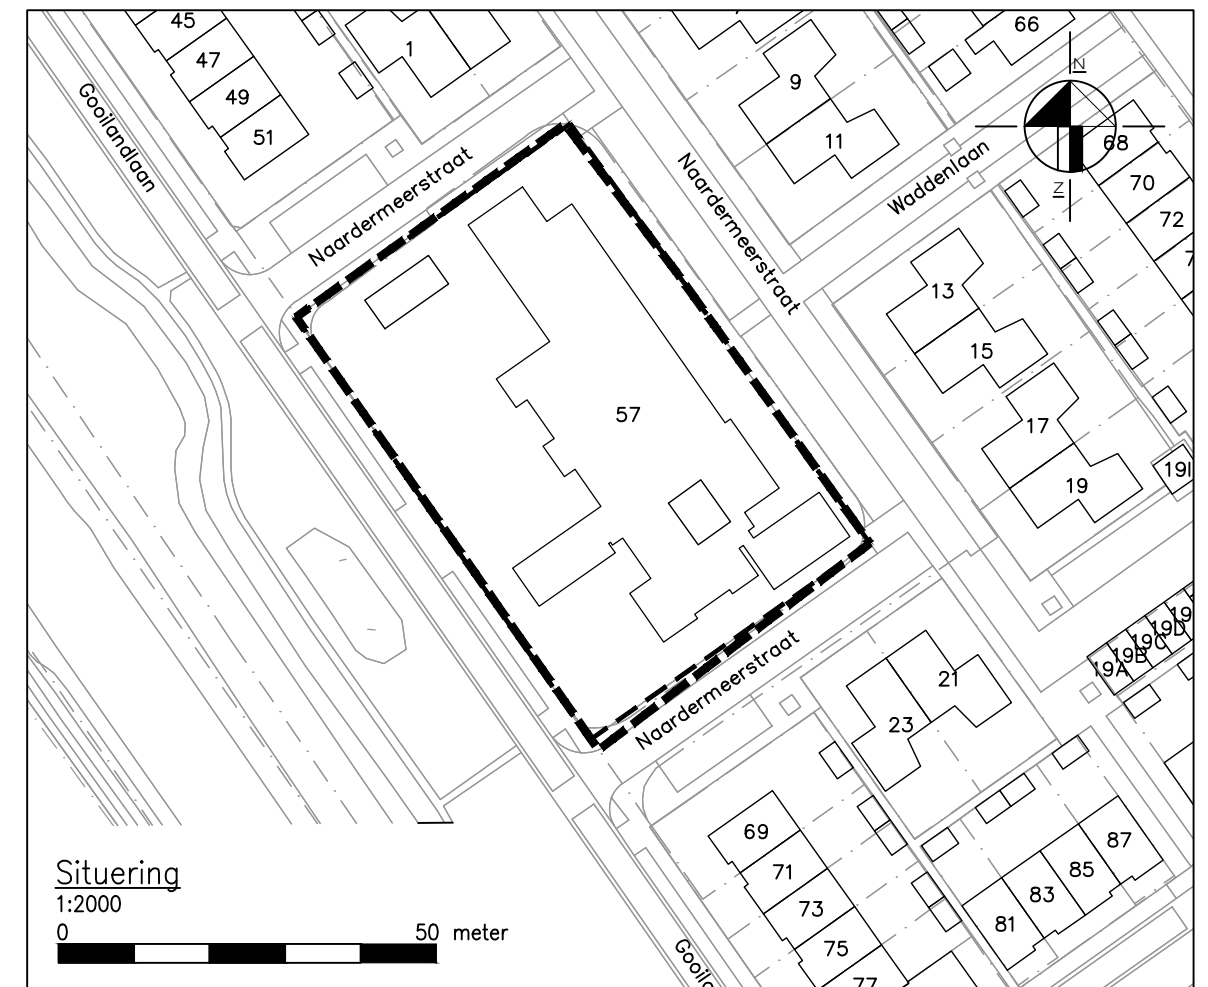 45
47
49
51
1
9
11
66
N
68
70
72
7
Z
Gooilandlaan
Naardermeerstraat
Naardermeerstraat
Waddenlaan
13
15
17
19
57
19
19D
19C
19B
19A
21
23
Naardermeerstraat
69
71
73
75
77
87
85
83
81
Situering
1:2000
0 50 meter